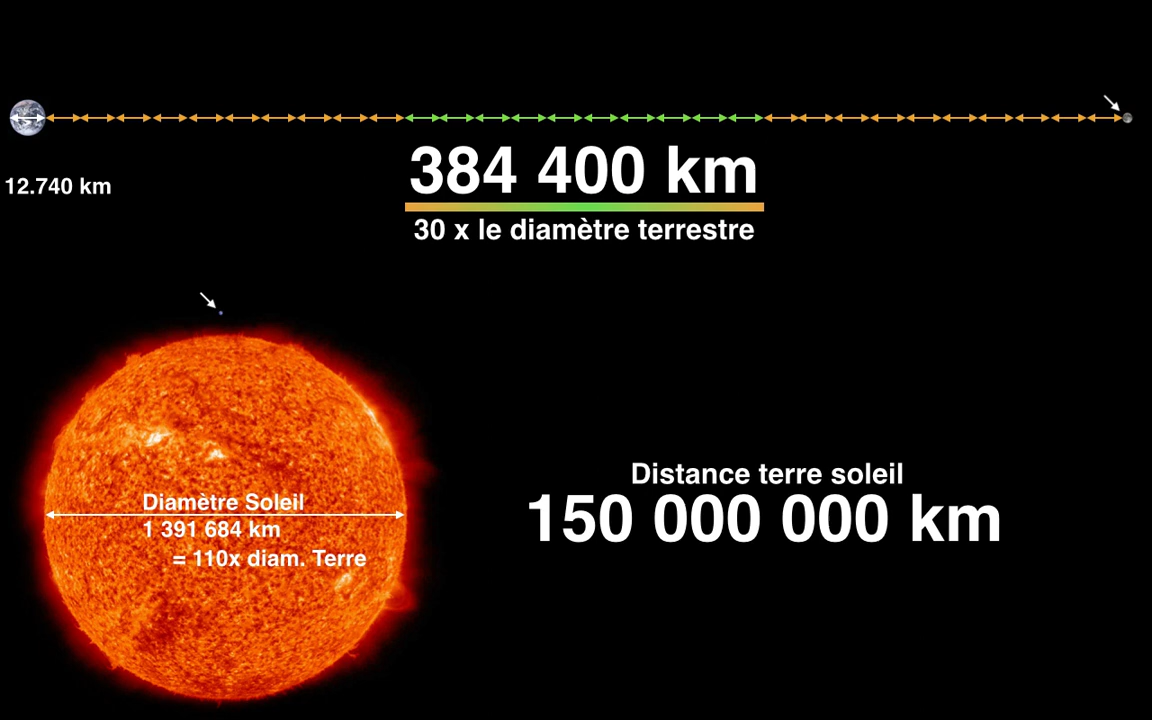 12.740 km
384 400 km
30 x le diamètre terrestre
Diamètre Soleil
1 391 684 km
= 110x diam. Terre
Distance terre soleil
150 000 000 km